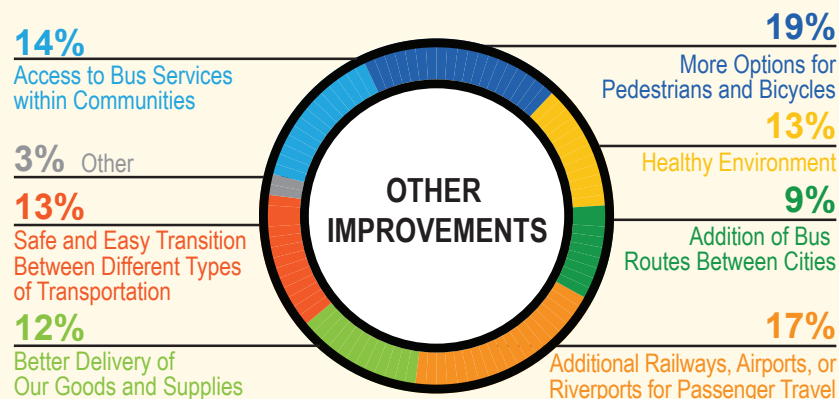 14%
Access to Bus Services
within Communities
3% Other
13%
Safe and Easy Transition
Between Different Types
of Transportation
12%
Better Delivery of
Our Goods and Supplies
OTHER
IMPROVEMENTS
19%
More Options for
Pedestrians and Bicycles
13%
Healthy Environment
9%
Addition of Bus
Routes Between Cities
17%
Additional Railways, Airports, or
Riverports for Passenger Travel